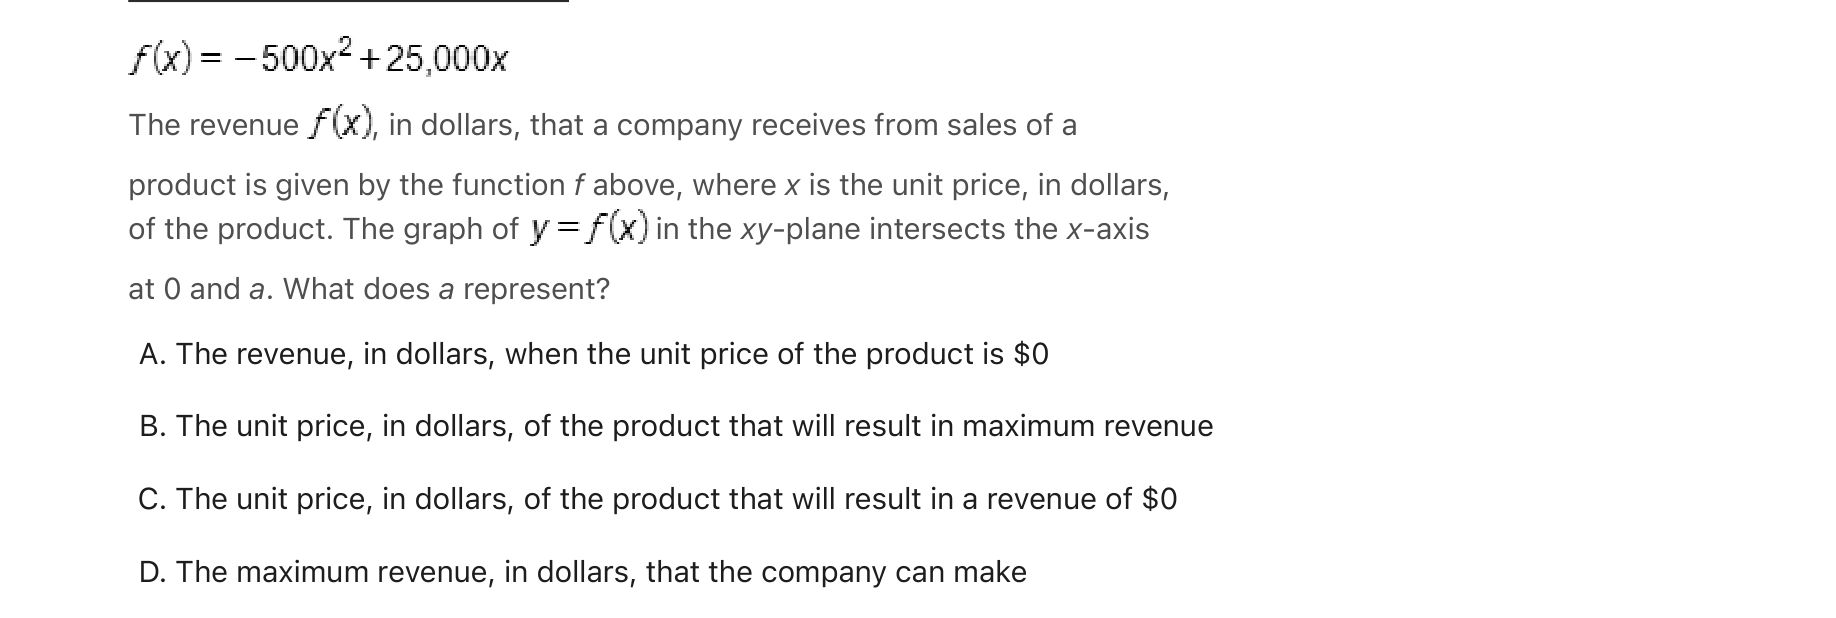 f(x) = −500x² + 25,000x
The revenue f(x), in dollars, that a company receives from sales of a
product is given by the function f above, where x is the unit price, in dollars,
of the product. The graph of y = f(x) in the xy-plane intersects the x-axis
at 0 and a. What does a represent?
A. The revenue, in dollars, when the unit price of the product is $0
B. The unit price, in dollars, of the product that will result in maximum revenue
C. The unit price, in dollars, of the product that will result in a revenue of $0
D. The maximum revenue, in dollars, that the company can make